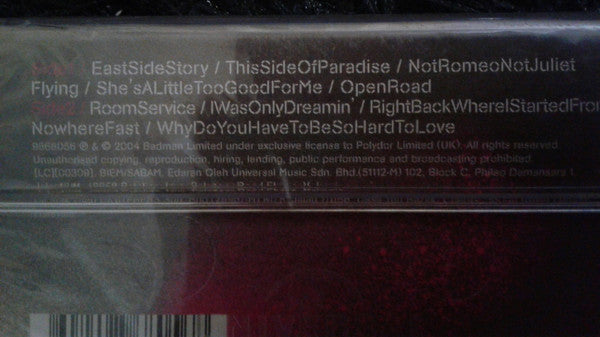 EastSideStory / ThisSideOfParadise / NotRomeoNotJuliet
Flying / She'sALittleTooGoodForMe / OpenRoad
RoomService / IWasOnlyDreamin' / RightBackWhereIStartedFrom
NowhereFast / WhyDoYouHaveToBeSoHardToLove
9868056 ℗ & © 2004 Badman Limited under exclusive license to Polydor Limited (UK). All rights reserved.
Unauthorised copying, reproduction, hiring, lending, public performance and broadcasting prohibited.
[LC][00309]. BIEM/SABAM. Edaran Oleh Universal Music Sdn. Bhd. (51112-M) 102, Block C, Damansara 1,